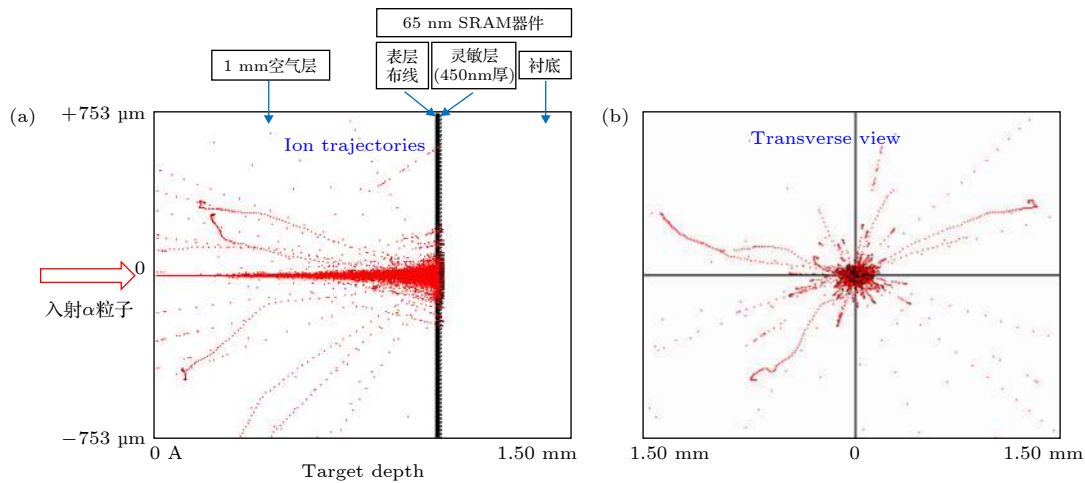 65 nm SRAM器件
1 mm空气层
表层
布线
灵敏层
(450nm厚)
衬底
(a)
+753 µm
Ion trajectories
0
入射α粒子
−753 µm
0 A
1.50 mm
Target depth
(b)
Transverse view
1.50 mm
0
1.50 mm